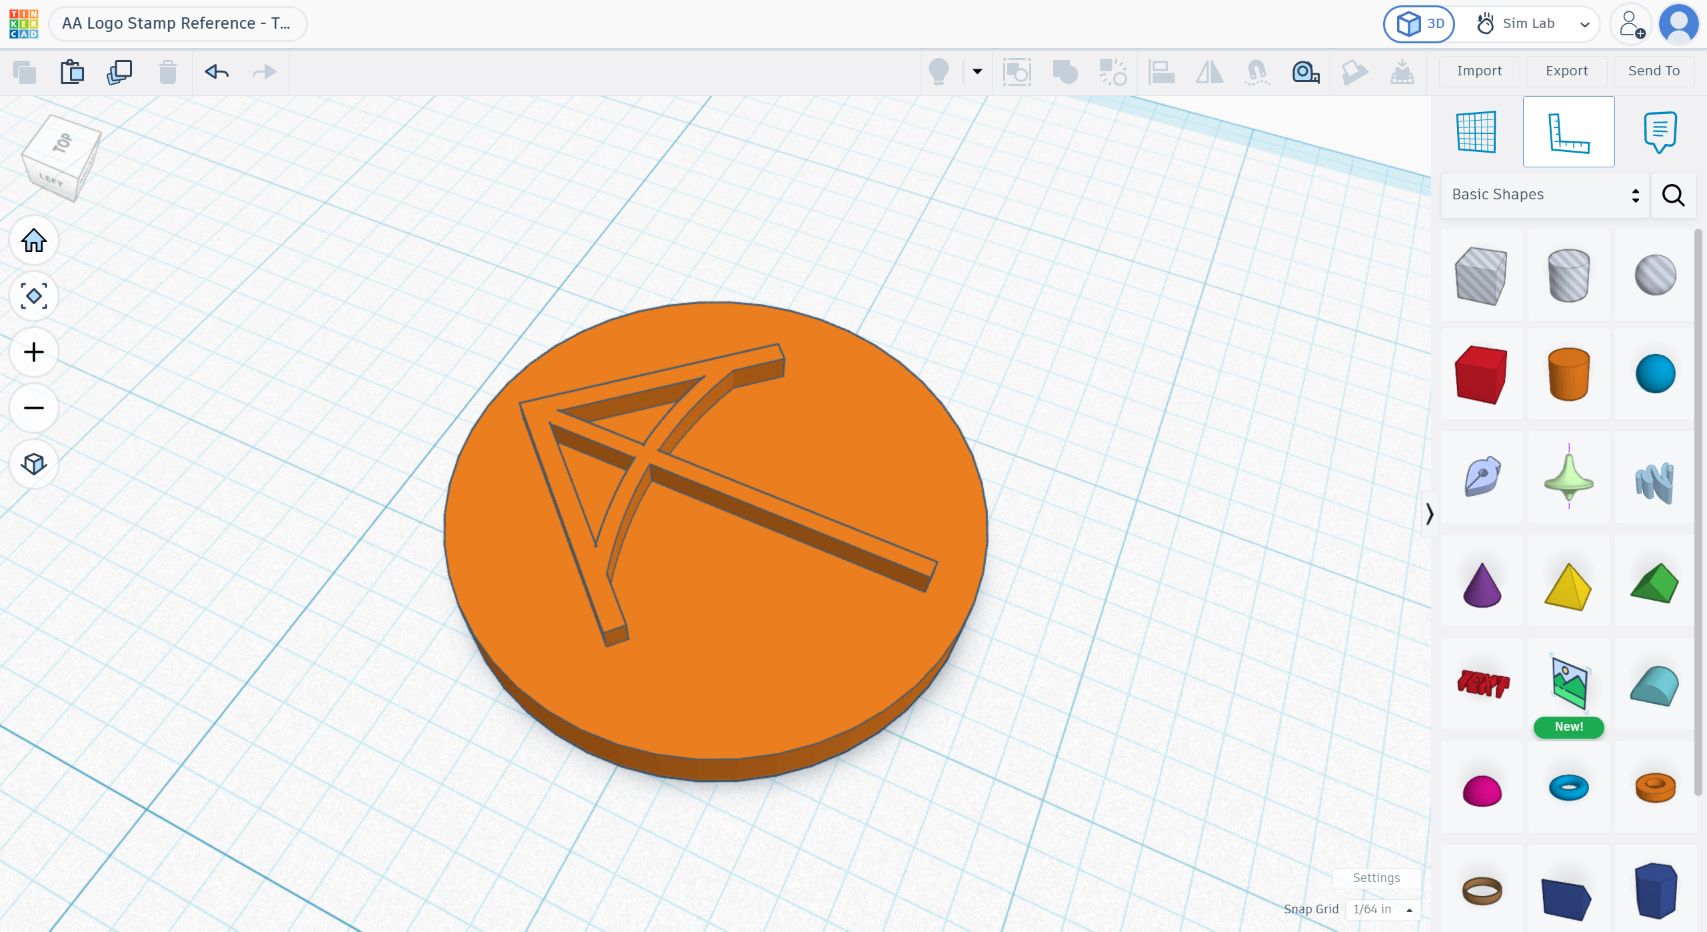 TIN
KER
CAD
AA Logo Stamp Reference - T...
3D
Sim Lab
Import
Export
Send To
TOP
LEFT
Basic Shapes
TEXT
New!
Settings
Snap Grid
1/64 in